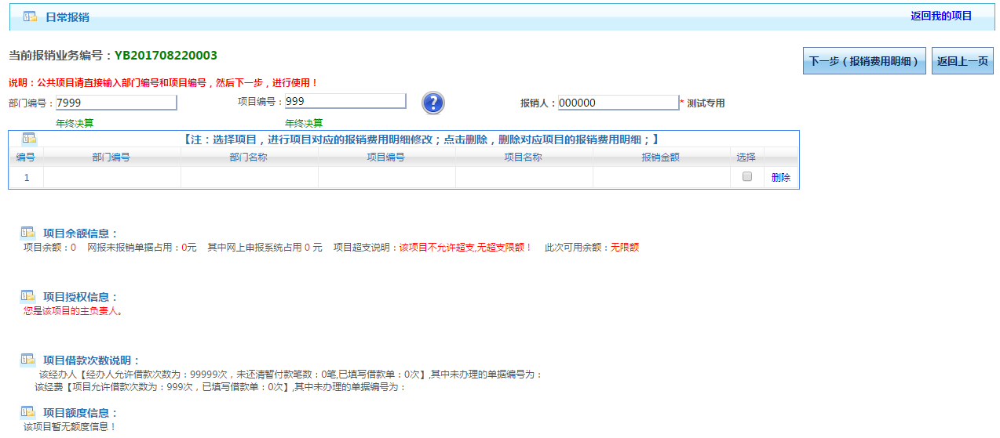 日常报销 返回我的项目
当前报销业务编号：YB201708220003 下一步（报销费用明细） 返回上一页
说明：公共项目请直接输入部门编号和项目编号，然后下一步，进行使用！
部门编号：7999 项目编号：999 ? 报销人：000000 * 测试专用
年终决算 年终决算
【注：选择项目，进行项目对应的报销费用明细修改；点击删除，删除对应项目的报销费用明细；】
编号 部门编号 部门名称 项目编号 项目名称 报销金额 选择
1 删除
项目余额信息：
项目余额：0 网报未报销单据占用：0元 其中网上申报系统占用 0 元 项目超支说明：该项目不允许超支,无超支限额！ 此次可用余额：无限额
项目授权信息：
您是该项目的主负责人。
项目借款次数说明：
该经办人【经办人允许借款次数为：99999次，未还清暂付款笔数：0笔,已填写借款单：0次】,其中未办理的单据编号为：
该经费【项目允许借款次数为：999次，已填写借款单：0次】,其中未办理的单据编号为：
项目额度信息：
该项目暂无额度信息！